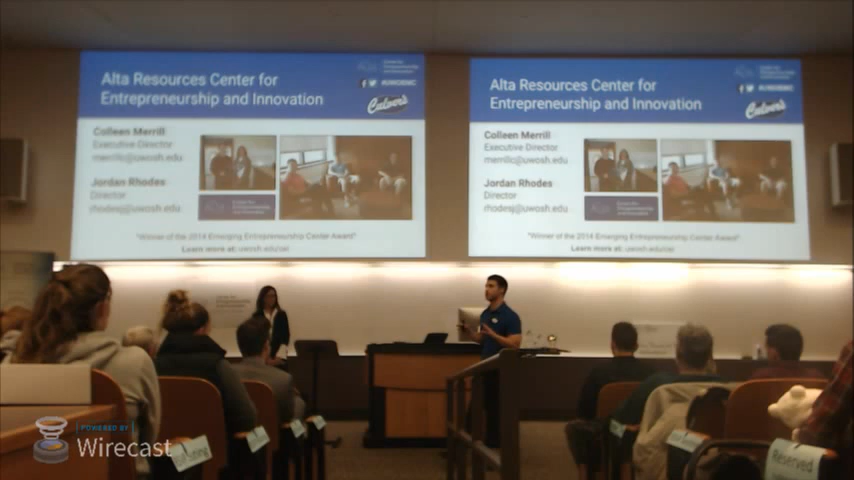 Alta Resources Center for
Entrepreneurship and Innovation
#UWOBMC
Culver's
Colleen Merrill
Executive Director
merrillc@uwosh.edu
Jordan Rhodes
Director
rhodesj@uwosh.edu
"Winner of the 2014 Emerging Entrepreneurship Center Award"
Learn more at: uwosh.edu/cei
Alta Resources Center for
Entrepreneurship and Innovation
#UWOBMC
Culver's
Colleen Merrill
Executive Director
merrillc@uwosh.edu
Jordan Rhodes
Director
rhodesj@uwosh.edu
"Winner of the 2014 Emerging Entrepreneurship Center Award"
Learn more at: uwosh.edu/cei
POWERED BY
Wirecast
Reserved